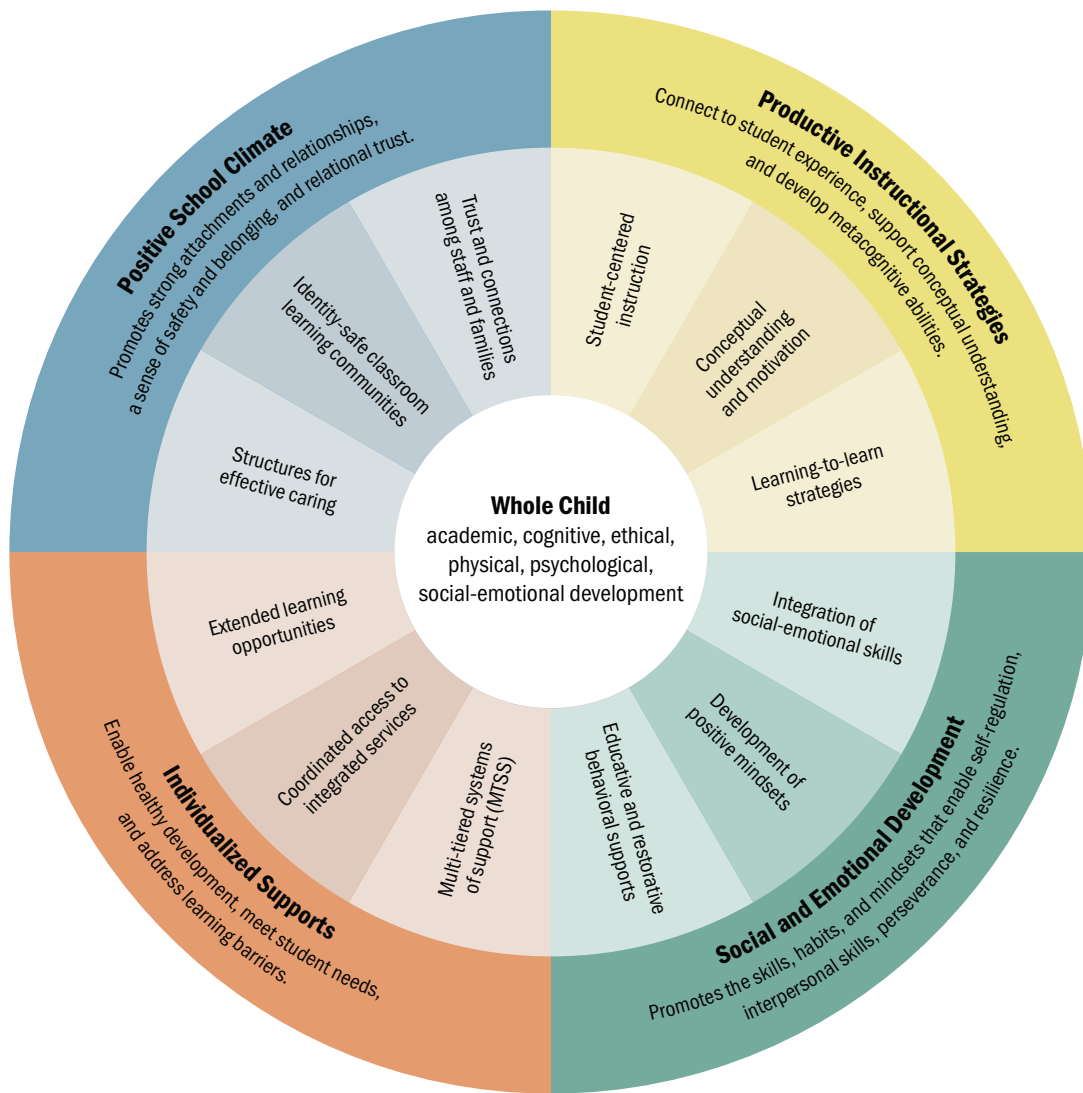 Positive School Climate
Promotes strong attachments and relationships,
a sense of safety and belonging, and relational trust.
Structures for
effective caring
Identity-safe classroom
learning communities
Trust and connections
among staff and families
Productive Instructional Strategies
Connect to student experience, support conceptual understanding,
and develop metacognitive abilities.
Student-centered
instruction
Conceptual
understanding
and motivation
Learning-to-learn
strategies
Whole Child
academic, cognitive, ethical,
physical, psychological,
social-emotional development
Integration of
social-emotional skills
Development of
positive mindsets
Educative and restorative
behavioral supports
Social and Emotional Development
Promotes the skills, habits, and mindsets that enable self-regulation,
interpersonal skills, perseverance, and resilience.
Extended learning
opportunities
Coordinated access to
integrated services
Multi-tiered systems
of support (MTSS)
Individualized Supports
Enable healthy development, meet student needs,
and address learning barriers.